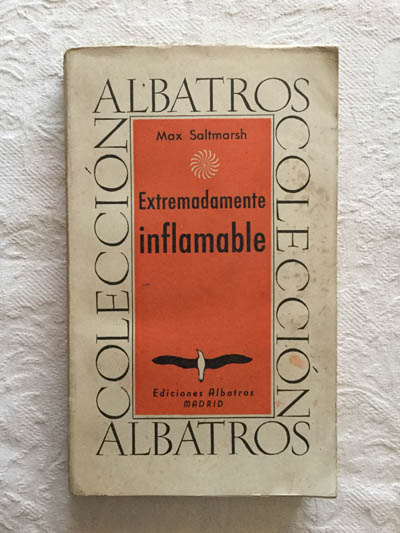 ALBATROS
COLECCIÓN
COLECCIÓN
Max Saltmarsh
Extremadamente
inflamable
Ediciones Albatros
MADRID
ALBATROS